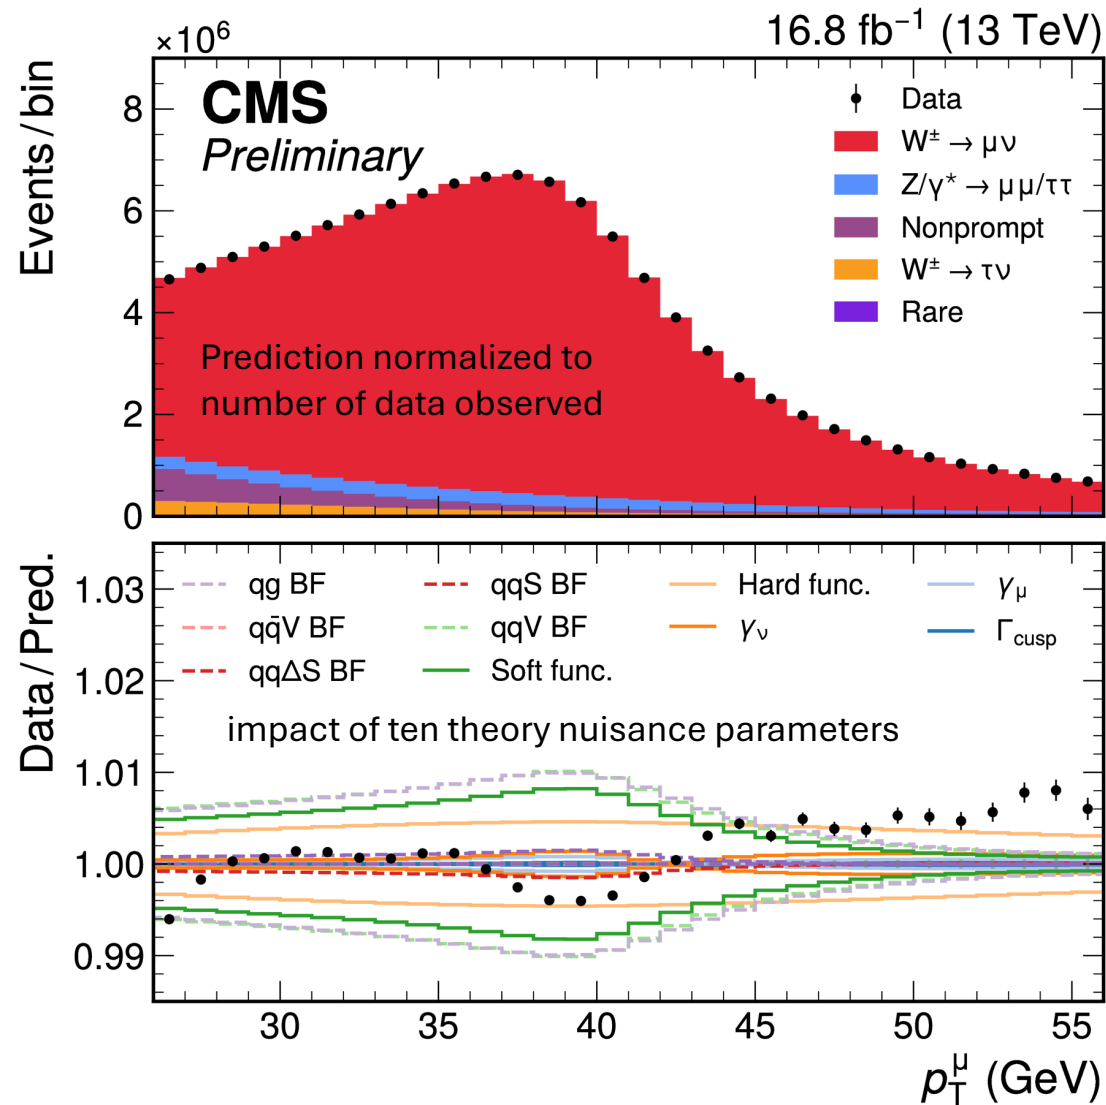 ×10⁶
16.8 fb⁻¹ (13 TeV)
Events / bin
CMS
Preliminary
Data
W± → μν
Z/γ* → μμ/ττ
Nonprompt
W± → τν
Rare
Prediction normalized to
number of data observed
8
6
4
2
0
Data / Pred.
qg BF
qq̄V BF
qqΔS BF
qqS BF
qqV BF
Soft func.
Hard func.
γν
γμ
Γcusp
impact of ten theory nuisance parameters
1.03
1.02
1.01
1.00
0.99
30 35 40 45 50 55
pTμ (GeV)